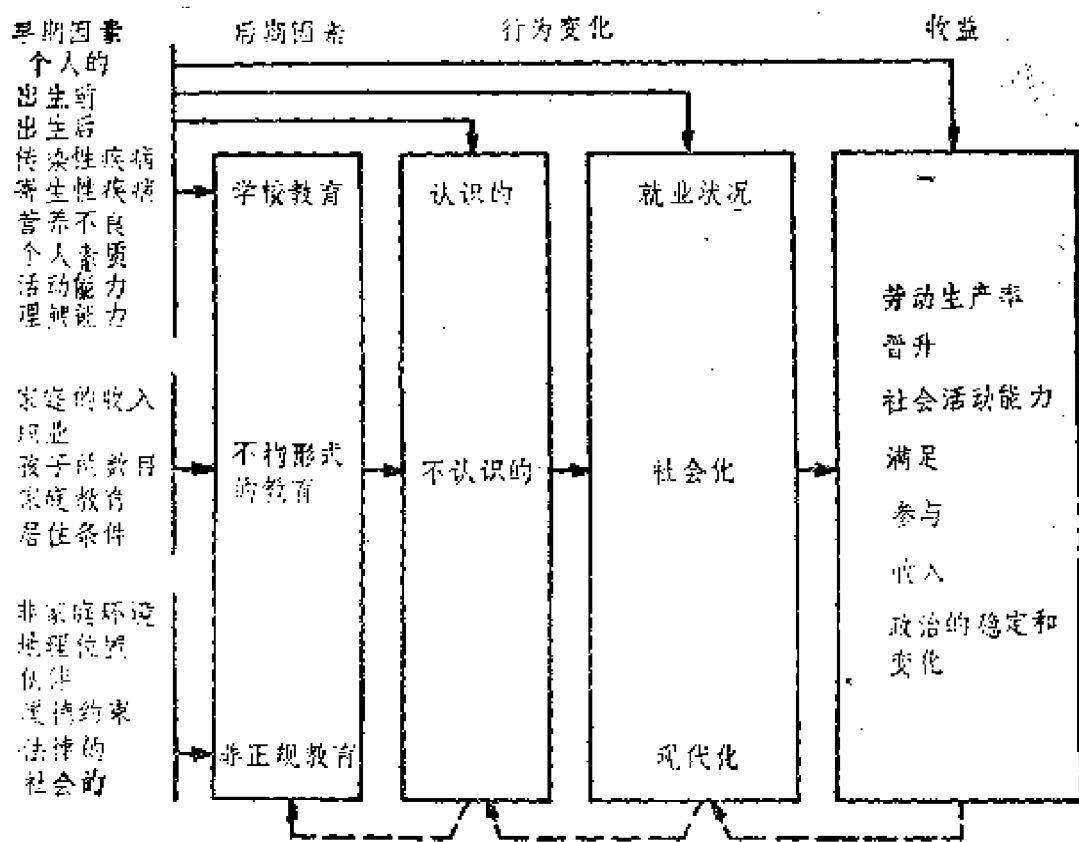 早期因素
后期因素
行为变化
收益
个人的
出生前
出生后
传染性疾病
寄生性疾病
营养不良
个人素质
活动能力
理解能力
家庭的收入
职业
孩子的教导
家庭教育
居住条件
非家庭环境
地理位置
伙伴
法律的
社会的
学校教育
不拘形式
的教育
非正规教育
认识的
不认识的
就业状况
社会化
现代化
劳动生产率
晋升
社会活动能力
满足
参与
收入
政治的稳定和
变化